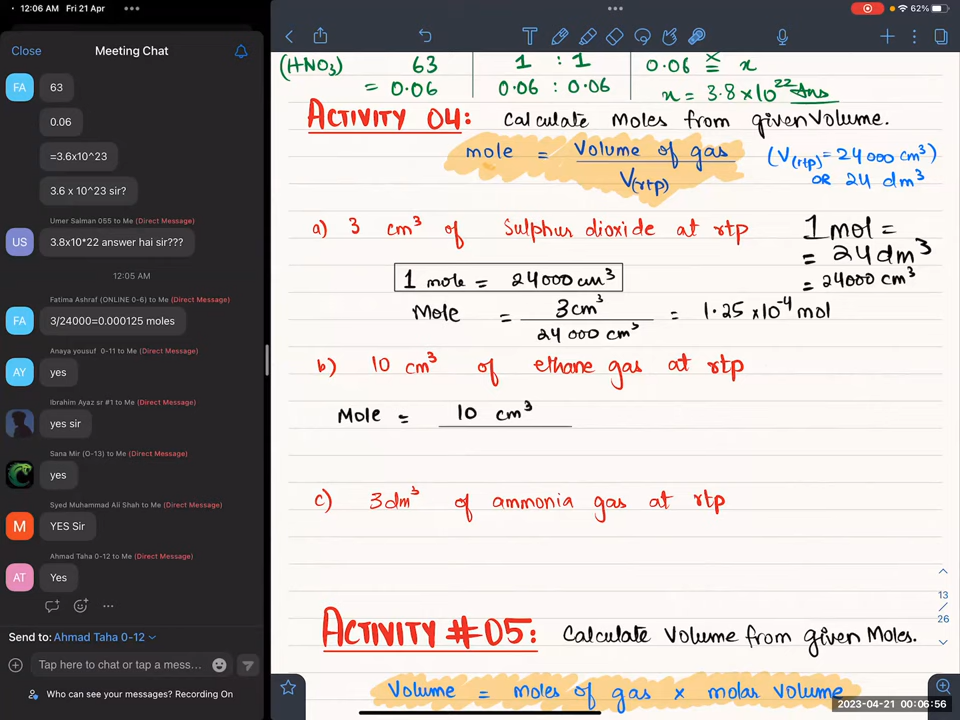 12:06 AM Fri 21 Apr
62%
Close
Meeting Chat
FA
63
0.06
=3.6x10^23
3.6 x 10^23 sir?
Umer Salman 055 to Me (Direct Message)
US
3.8x10*22 answer hai sir???
12:05 AM
Fatima Ashraf (ONLINE 0-6) to Me (Direct Message)
FA
3/24000=0.000125 moles
Anaya yousuf 0-11 to Me (Direct Message)
AY
yes
Ibrahim Ayaz sr #1 to Me (Direct Message)
yes sir
Sana Mir (O-13) to Me (Direct Message)
yes
Syed Muhammad Ali Shah to Me (Direct Message)
M
YES Sir
Ahmad Taha 0-12 to Me (Direct Message)
AT
Yes
Send to: Ahmad Taha 0-12
Tap here to chat or tap a mess...
Who can see your messages? Recording On
(HNO3) 63 1 : 1 0.06 = x
= 0.06 0.06 : 0.06 x = 3.8 x 10^22 Ans
ACTIVITY 04: Calculate Moles from given Volume.
mole = Volume of gas / V(rtp) (V(rtp) = 24 000 cm³)
OR 24 dm³
a) 3 cm³ of Sulphur dioxide at rtp
1 mol =
= 24 dm³
= 24000 cm³
1 mole = 24000 cm³
Mole = 3cm³ / 24 000 cm³ = 1.25 x 10^-4 mol
b) 10 cm³ of ethane gas at rtp
Mole = 10 cm³
c) 3dm³ of ammonia gas at rtp
13
/
26
ACTIVITY #05: Calculate Volume from given Moles.
Volume = moles of gas x molar volume
2023-04-21 00:06:56